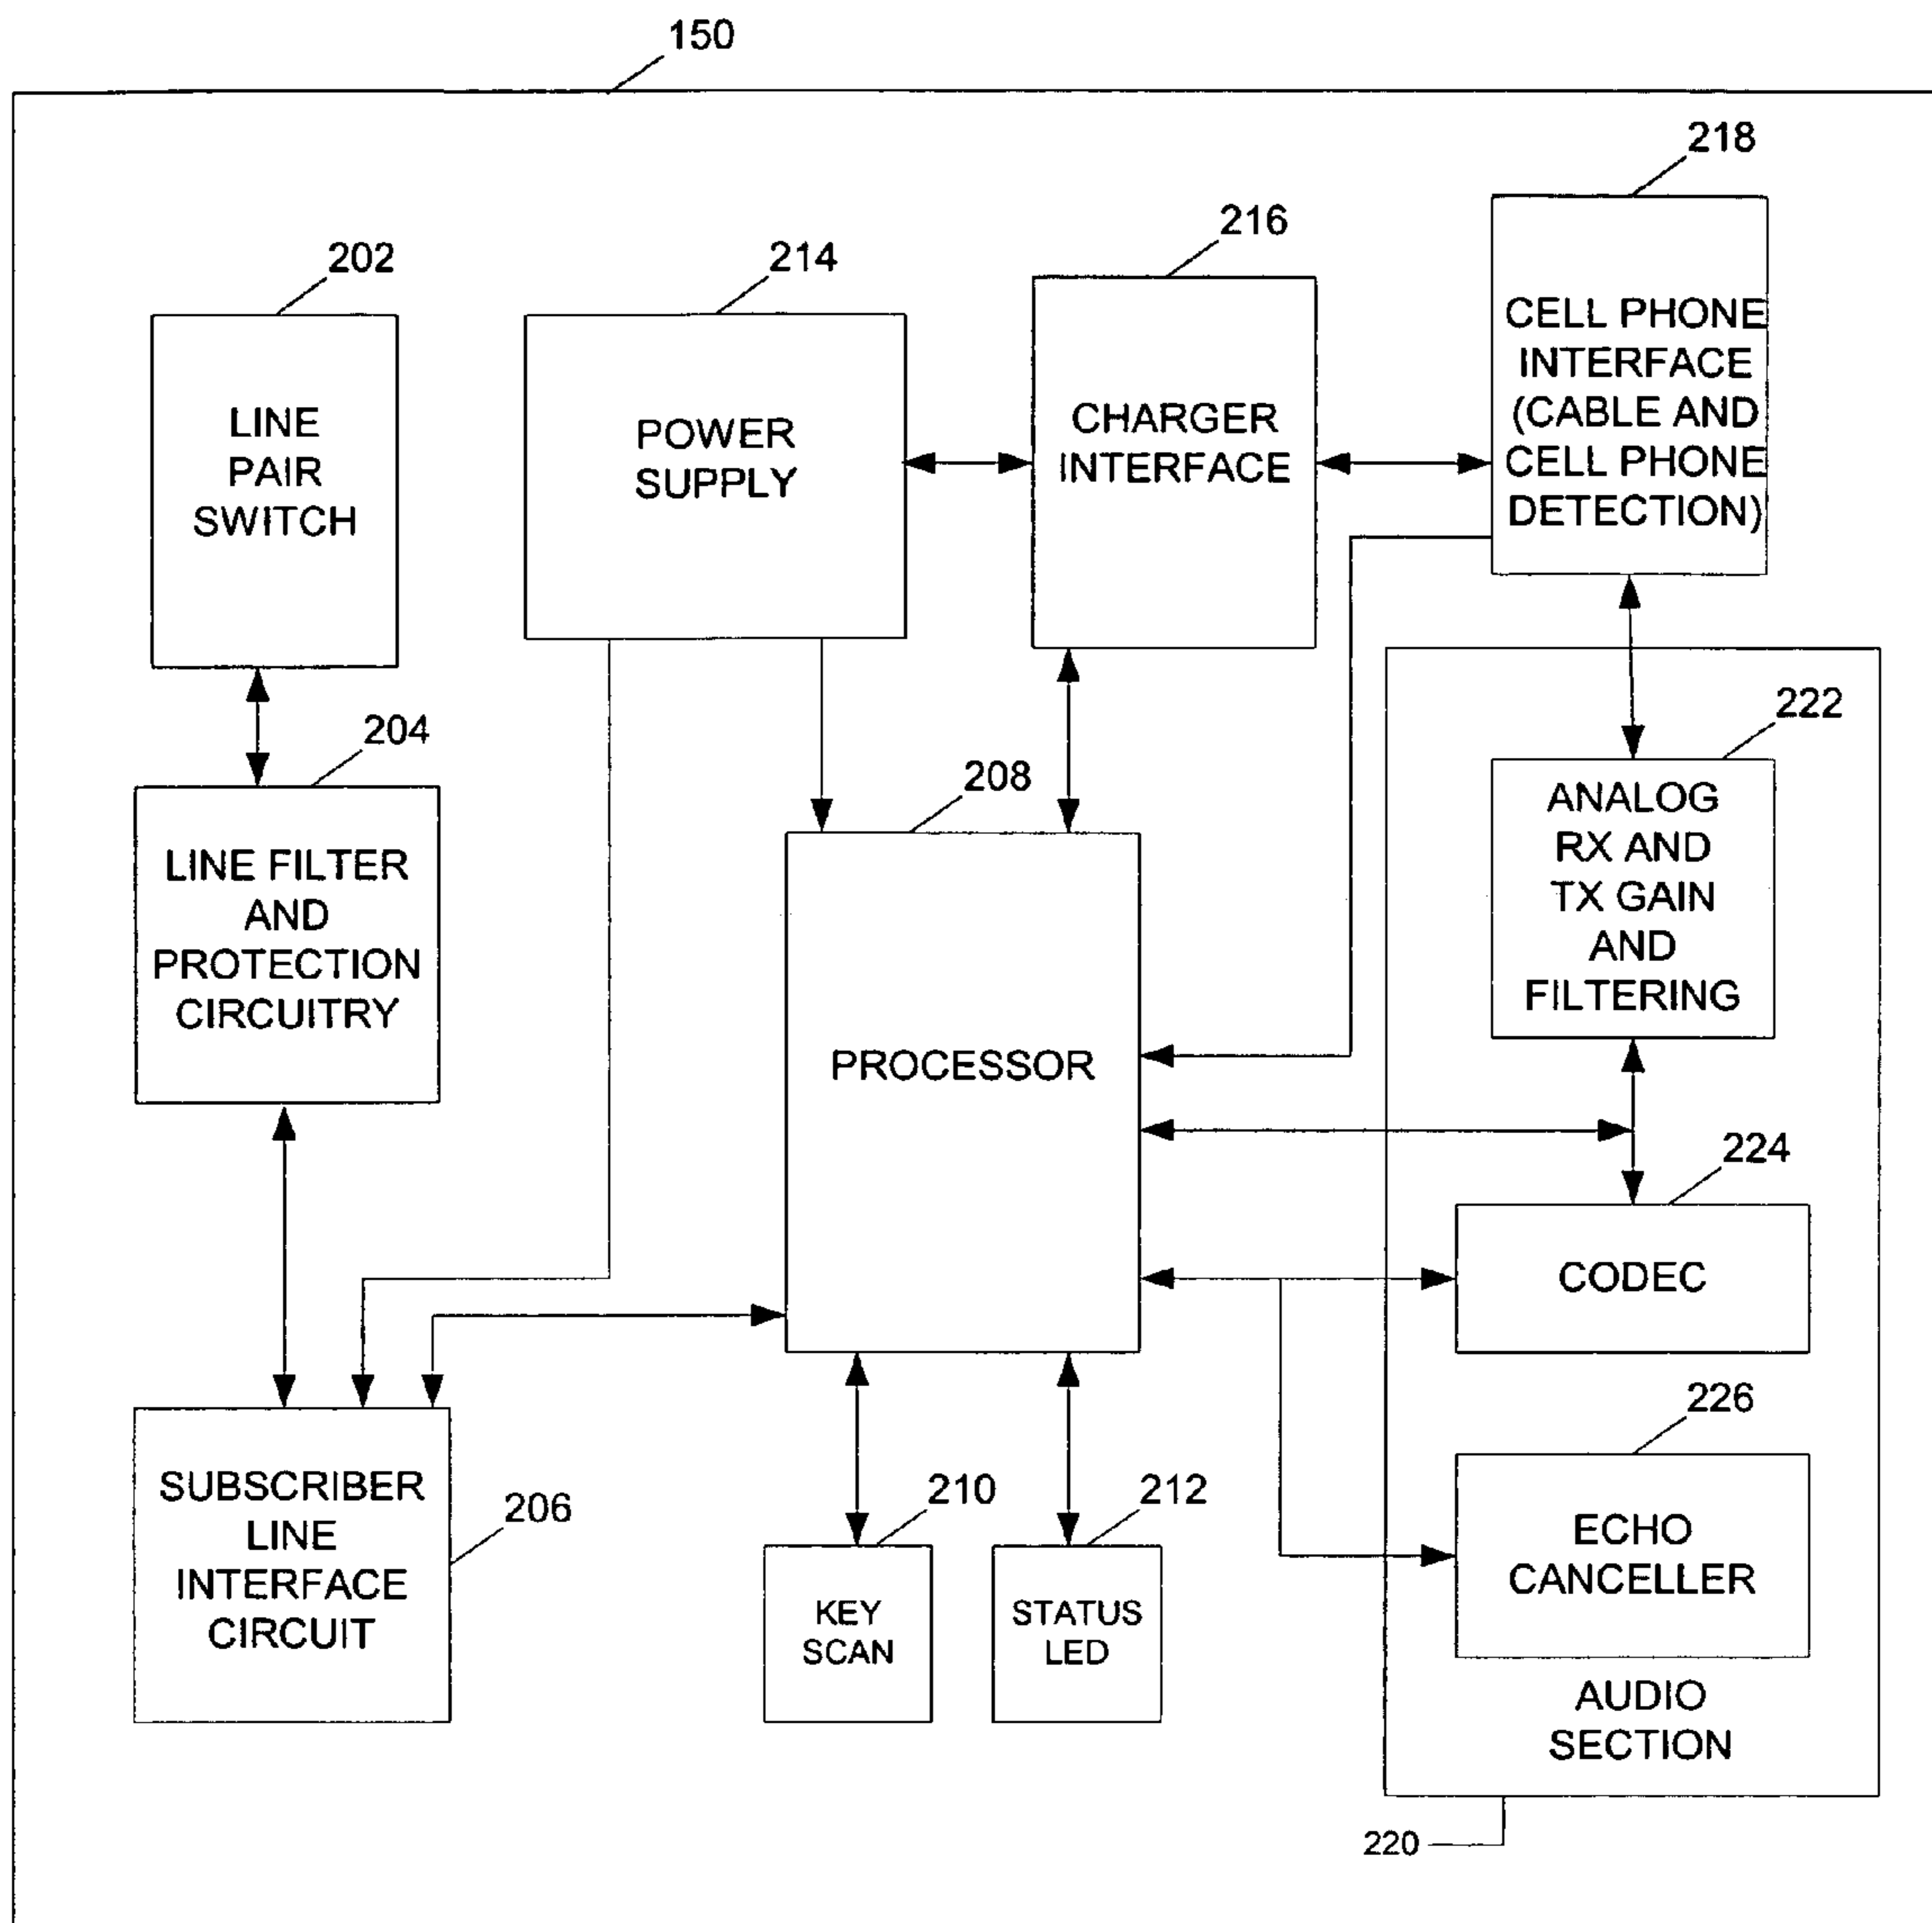 150
218
216
202
214
CELL PHONE
INTERFACE
(CABLE AND
CELL PHONE
DETECTION)
LINE
PAIR
SWITCH
POWER
SUPPLY
CHARGER
INTERFACE
222
204
208
ANALOG
RX AND
TX GAIN
AND
FILTERING
LINE FILTER
AND
PROTECTION
CIRCUITRY
PROCESSOR
224
CODEC
226
SUBSCRIBER
LINE
INTERFACE
CIRCUIT
206
210
212
ECHO
CANCELLER
KEY
SCAN
STATUS
LED
AUDIO
SECTION
220